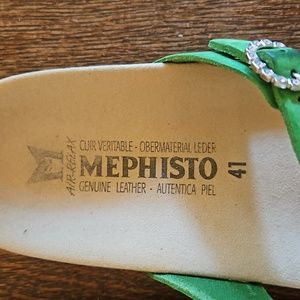 AIR-RELAX
CUIR VERITABLE - OBERMATERIAL LEDER
MEPHISTO
GENUINE LEATHER - AUTENTICA PIEL
41